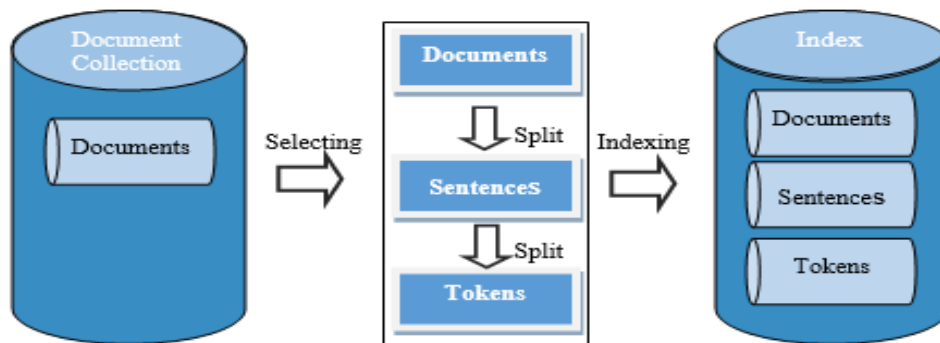 Document
Collection
Documents
Selecting
Documents
Split
Sentences
Split
Tokens
Indexing
Index
Documents
Sentences
Tokens